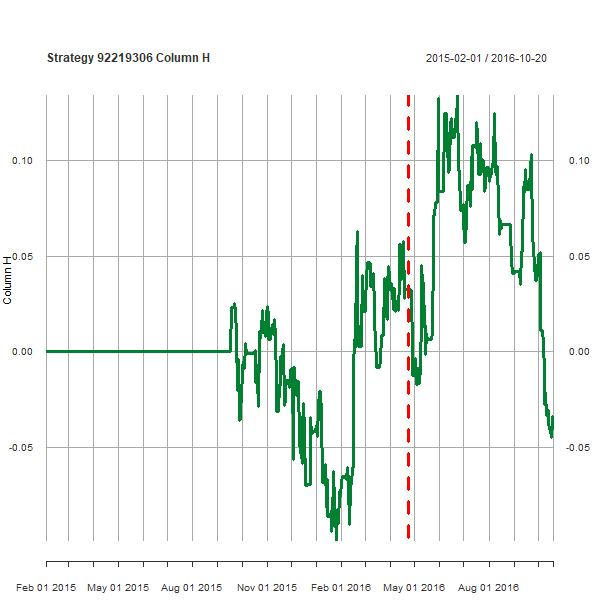 Strategy 92219306 Column H
2015-02-01 / 2016-10-20
0.10
0.10
0.05
0.05
Column H
0.00
0.00
-0.05
-0.05
Feb 01 2015
May 01 2015
Aug 01 2015
Nov 01 2015
Feb 01 2016
May 01 2016
Aug 01 2016